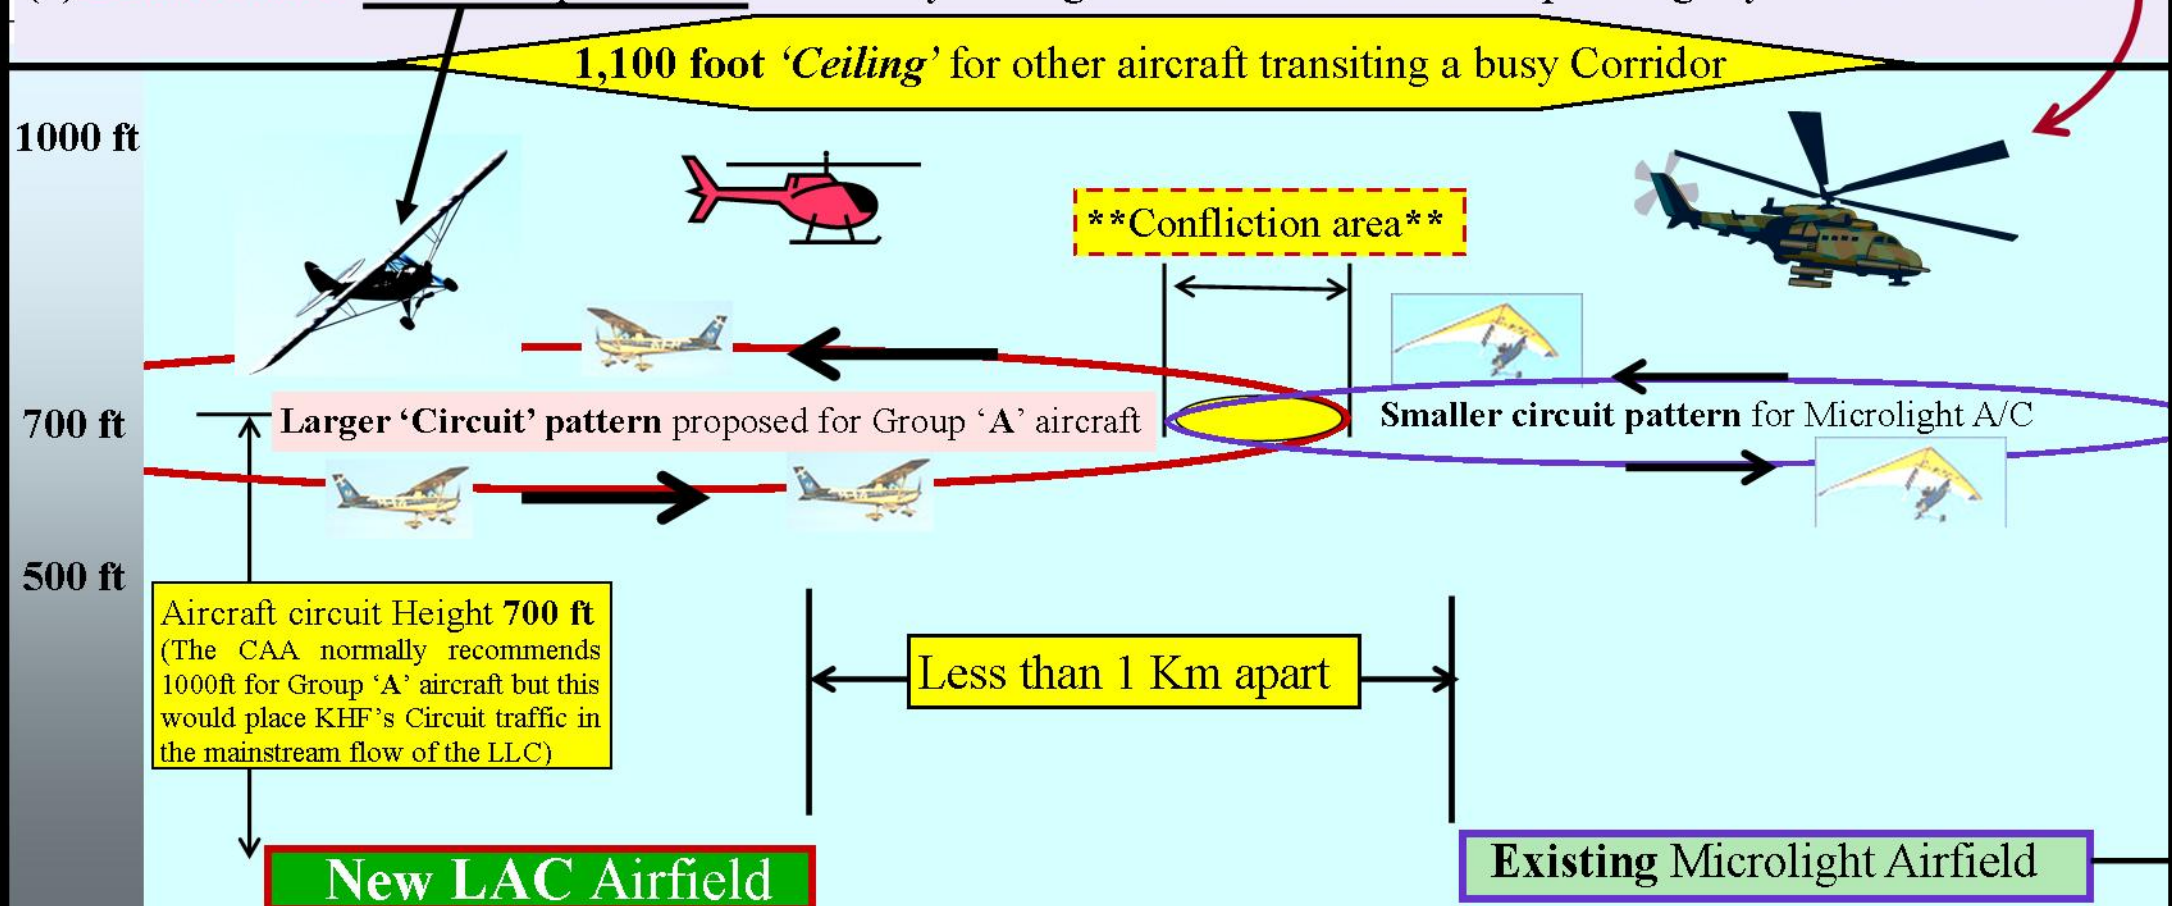 1,100 foot ‘Ceiling’ for other aircraft transiting a busy Corridor
1000 ft
**Confliction area**
700 ft
Larger ‘Circuit’ pattern proposed for Group ‘A’ aircraft
Smaller circuit pattern for Microlight A/C
500 ft
Aircraft circuit Height 700 ft
(The CAA normally recommends
1000ft for Group ‘A’ aircraft but this
would place KHF’s Circuit traffic in
the mainstream flow of the LLC)
Less than 1 Km apart
New LAC Airfield
Existing Microlight Airfield